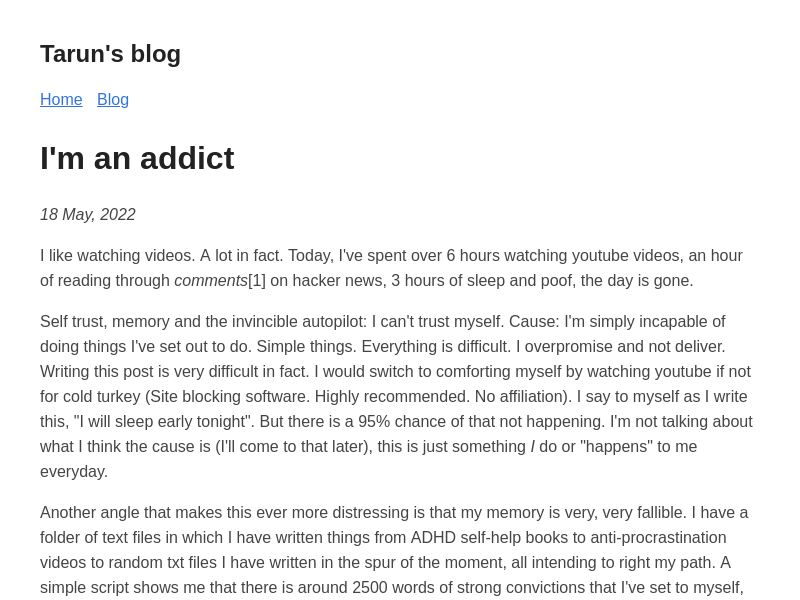 Tarun's blog
Home Blog
I'm an addict
18 May, 2022
I like watching videos. A lot in fact. Today, I've spent over 6 hours watching youtube videos, an hour
of reading through comments[1] on hacker news, 3 hours of sleep and poof, the day is gone.
Self trust, memory and the invincible autopilot: I can't trust myself. Cause: I'm simply incapable of
doing things I've set out to do. Simple things. Everything is difficult. I overpromise and not deliver.
Writing this post is very difficult in fact. I would switch to comforting myself by watching youtube if not
for cold turkey (Site blocking software. Highly recommended. No affiliation). I say to myself as I write
this, "I will sleep early tonight". But there is a 95% chance of that not happening. I'm not talking about
what I think the cause is (I'll come to that later), this is just something I do or "happens" to me
everyday.
Another angle that makes this ever more distressing is that my memory is very, very fallible. I have a
folder of text files in which I have written things from ADHD self-help books to anti-procrastination
videos to random txt files I have written in the spur of the moment, all intending to right my path. A
simple script shows me that there is around 2500 words of strong convictions that I've set to myself,